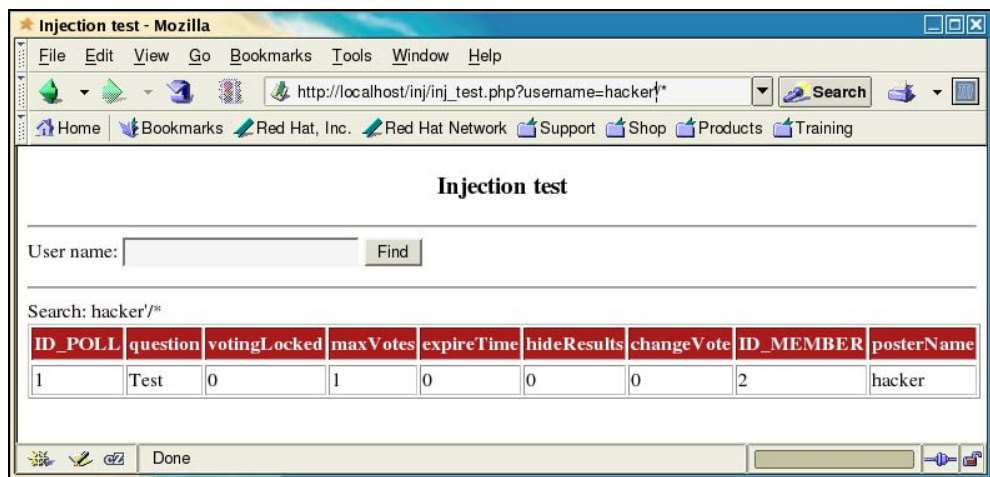 Injection test - Mozilla
File Edit View Go Bookmarks Tools Window Help
http://localhost/inj/inj_test.php?username=hacker'/* Search
Home Bookmarks Red Hat, Inc. Red Hat Network Support Shop Products Training
Injection test
User name: Find
Search: hacker'/*
ID_POLL question votingLocked maxVotes expireTime hideResults changeVote ID_MEMBER posterName
1 Test 0 1 0 0 0 2 hacker
Done